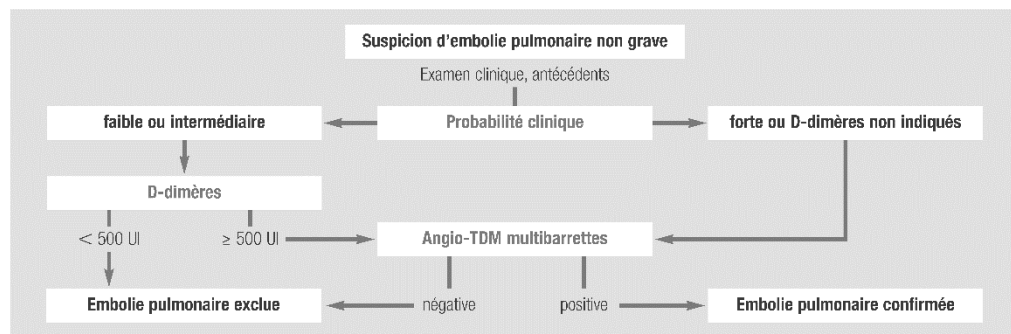 Suspicion d'embolie pulmonaire non grave
Examen clinique, antécédents
faible ou intermédiaire
Probabilité clinique
forte ou D-dimères non indiqués
D-dimères
< 500 UI
≥ 500 UI
Angio-TDM multibarrettes
Embolie pulmonaire exclue
négative
positive
Embolie pulmonaire confirmée